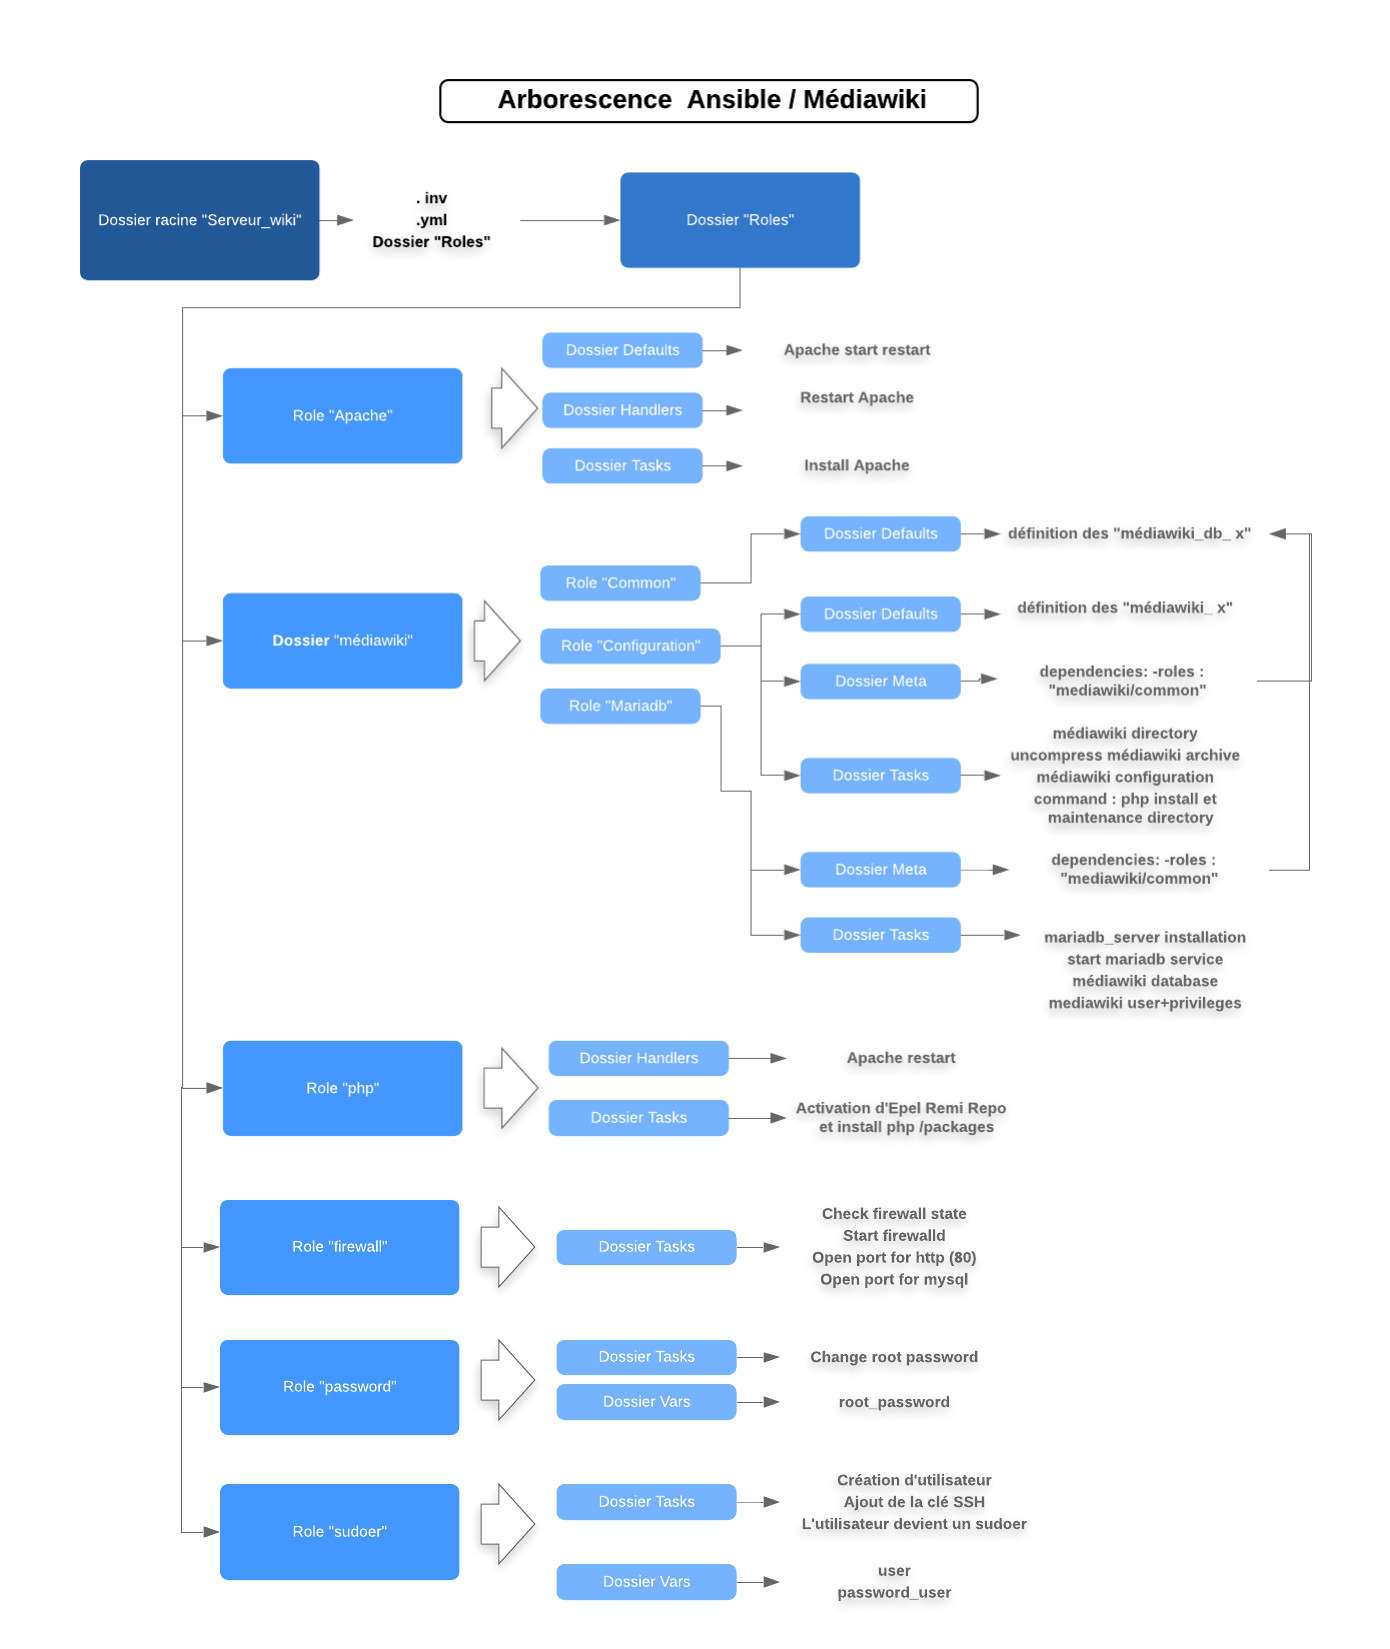 Arborescence  Ansible / Médiawiki
Dossier racine "Serveur_wiki"
. inv
.yml
Dossier "Roles"
Dossier "Roles"
Role "Apache"
Dossier Defaults
Apache start restart
Dossier Handlers
Restart Apache
Dossier Tasks
Install Apache
Dossier "médiawiki"
Role "Common"
Dossier Defaults
définition des "médiawiki_db_ x"
Role "Configuration"
Dossier Defaults
définition des "médiawiki_ x"
Dossier Meta
dependencies: -roles :
"mediawiki/common"
Dossier Tasks
médiawiki directory
uncompress médiawiki archive
médiawiki configuration
command : php install et
maintenance directory
Role "Mariadb"
Dossier Meta
dependencies: -roles :
"mediawiki/common"
Dossier Tasks
mariadb_server installation
start mariadb service
médiawiki database
mediawiki user+privileges
Role "php"
Dossier Handlers
Apache restart
Dossier Tasks
Activation d'Epel Remi Repo
et install php /packages
Role "firewall"
Dossier Tasks
Check firewall state
Start firewalld
Open port for http (80)
Open port for mysql
Role "password"
Dossier Tasks
Change root password
Dossier Vars
root_password
Role "sudoer"
Dossier Tasks
Création d'utilisateur
Ajout de la clé SSH
L'utilisateur devient un sudoer
Dossier Vars
user
password_user